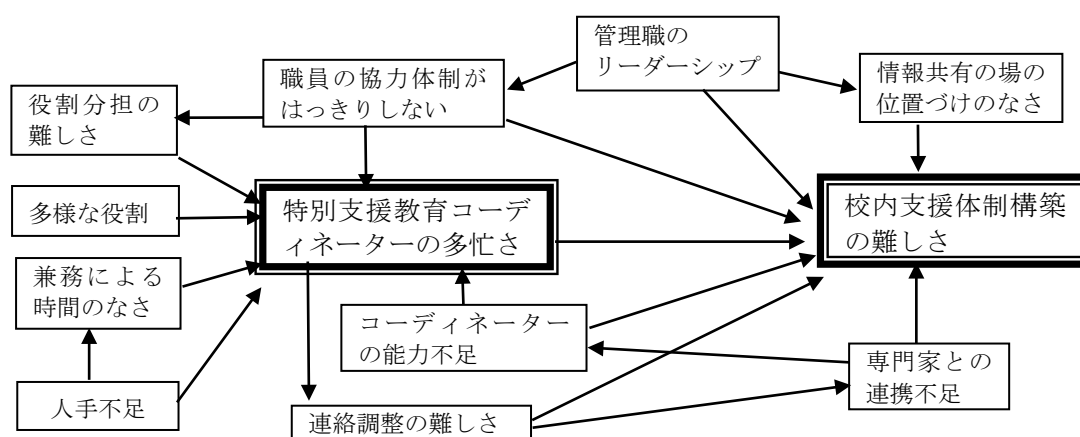 管理職の
リーダーシップ
職員の協力体制が
はっきりしない
情報共有の場の
位置づけのなさ
役割分担の
難しさ
多様な役割
特別支援教育コーデ
ィネーターの多忙さ
校内支援体制構築
の難しさ
兼務による
時間のなさ
コーディネーター
の能力不足
専門家との
連携不足
人手不足
連絡調整の難しさ